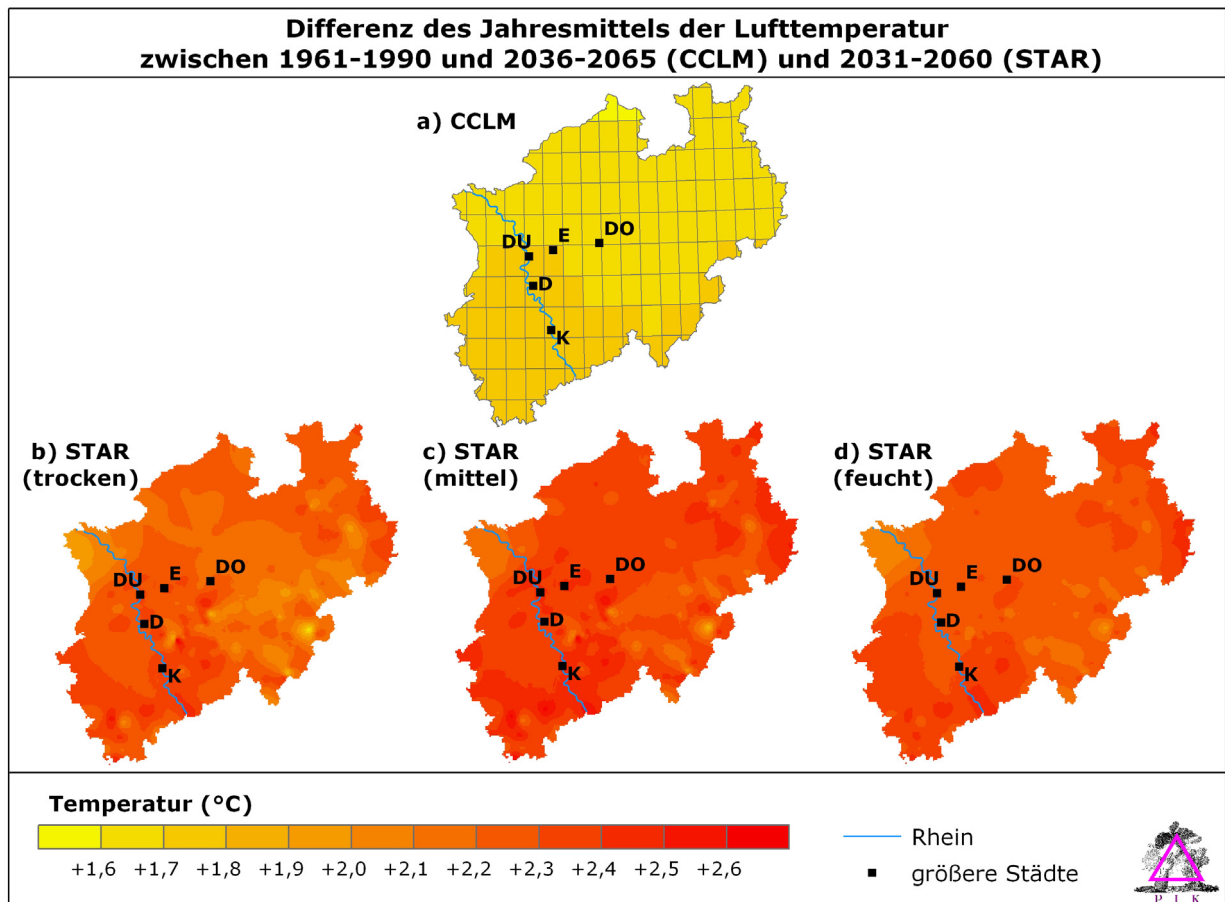 Differenz des Jahresmittels der Lufttemperatur
zwischen 1961-1990 und 2036-2065 (CCLM) und 2031-2060 (STAR)
a) CCLM
DU
E
DO
D
K
b) STAR
(trocken)
DU
E
DO
D
K
c) STAR
(mittel)
DU
E
DO
D
K
d) STAR
(feucht)
DU
E
DO
D
K
Temperatur (°C)
+1,6 +1,7 +1,8 +1,9 +2,0 +2,1 +2,2 +2,3 +2,4 +2,5 +2,6
Rhein
größere Städte
P I K